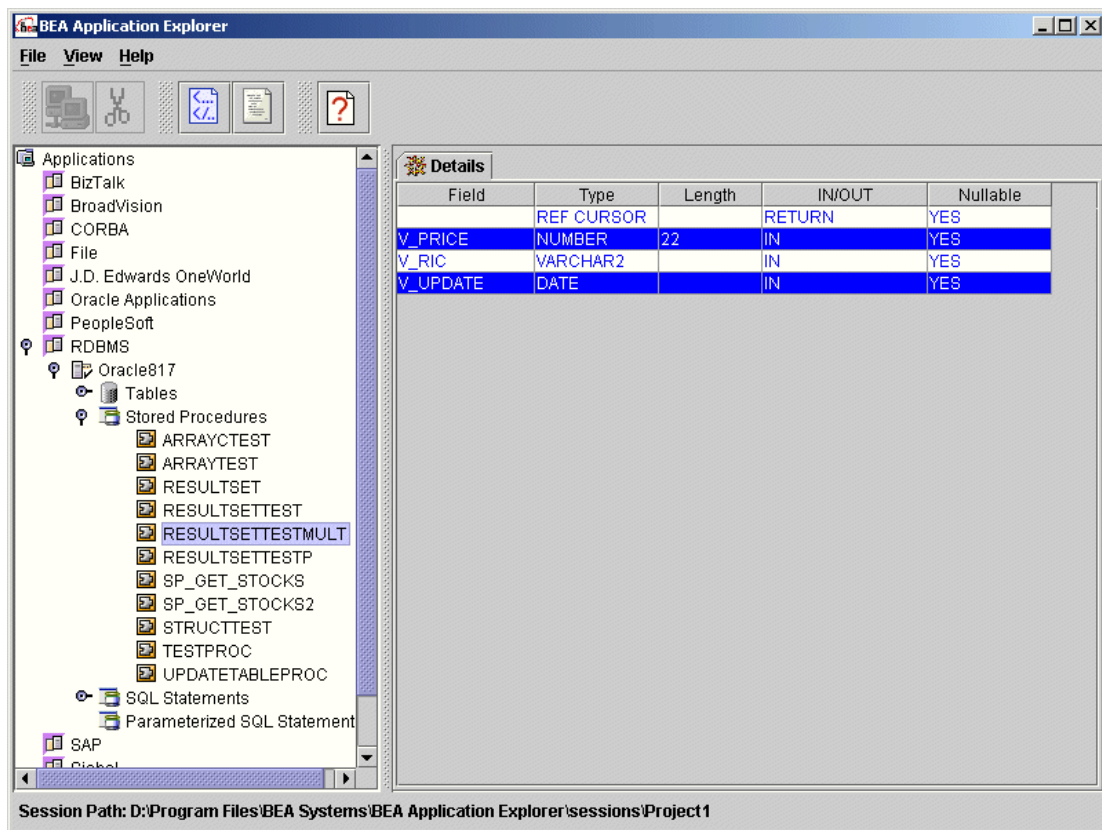 BEA Application Explorer
File View Help
Applications
BizTalk
BroadVision
CORBA
File
J.D. Edwards OneWorld
Oracle Applications
PeopleSoft
RDBMS
Oracle817
Tables
Stored Procedures
ARRAYCTEST
ARRAYTEST
RESULTSET
RESULTSETTEST
RESULTSETTESTMULT
RESULTSETTESTP
SP_GET_STOCKS
SP_GET_STOCKS2
STRUCTTEST
TESTPROC
UPDATETABLEPROC
SQL Statements
Parameterized SQL Statement
SAP
Details
Field Type Length IN/OUT Nullable
REF CURSOR RETURN YES
V_PRICE NUMBER 22 IN YES
V_RIC VARCHAR2 IN YES
V_UPDATE DATE IN YES
Session Path: D:\Program Files\BEA Systems\BEA Application Explorer\sessions\Project1